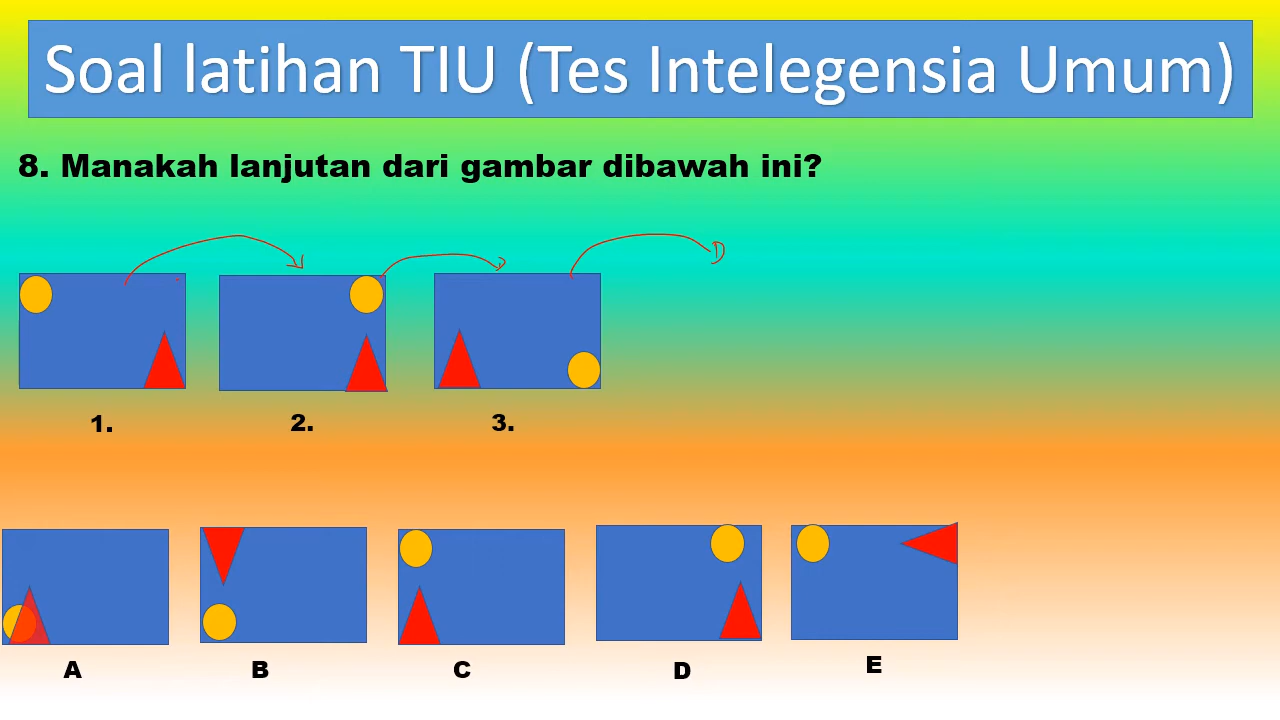 Soal latihan TIU (Tes Intelegensia Umum)
8. Manakah lanjutan dari gambar dibawah ini?
1.
2.
3.
A
B
C
D
E